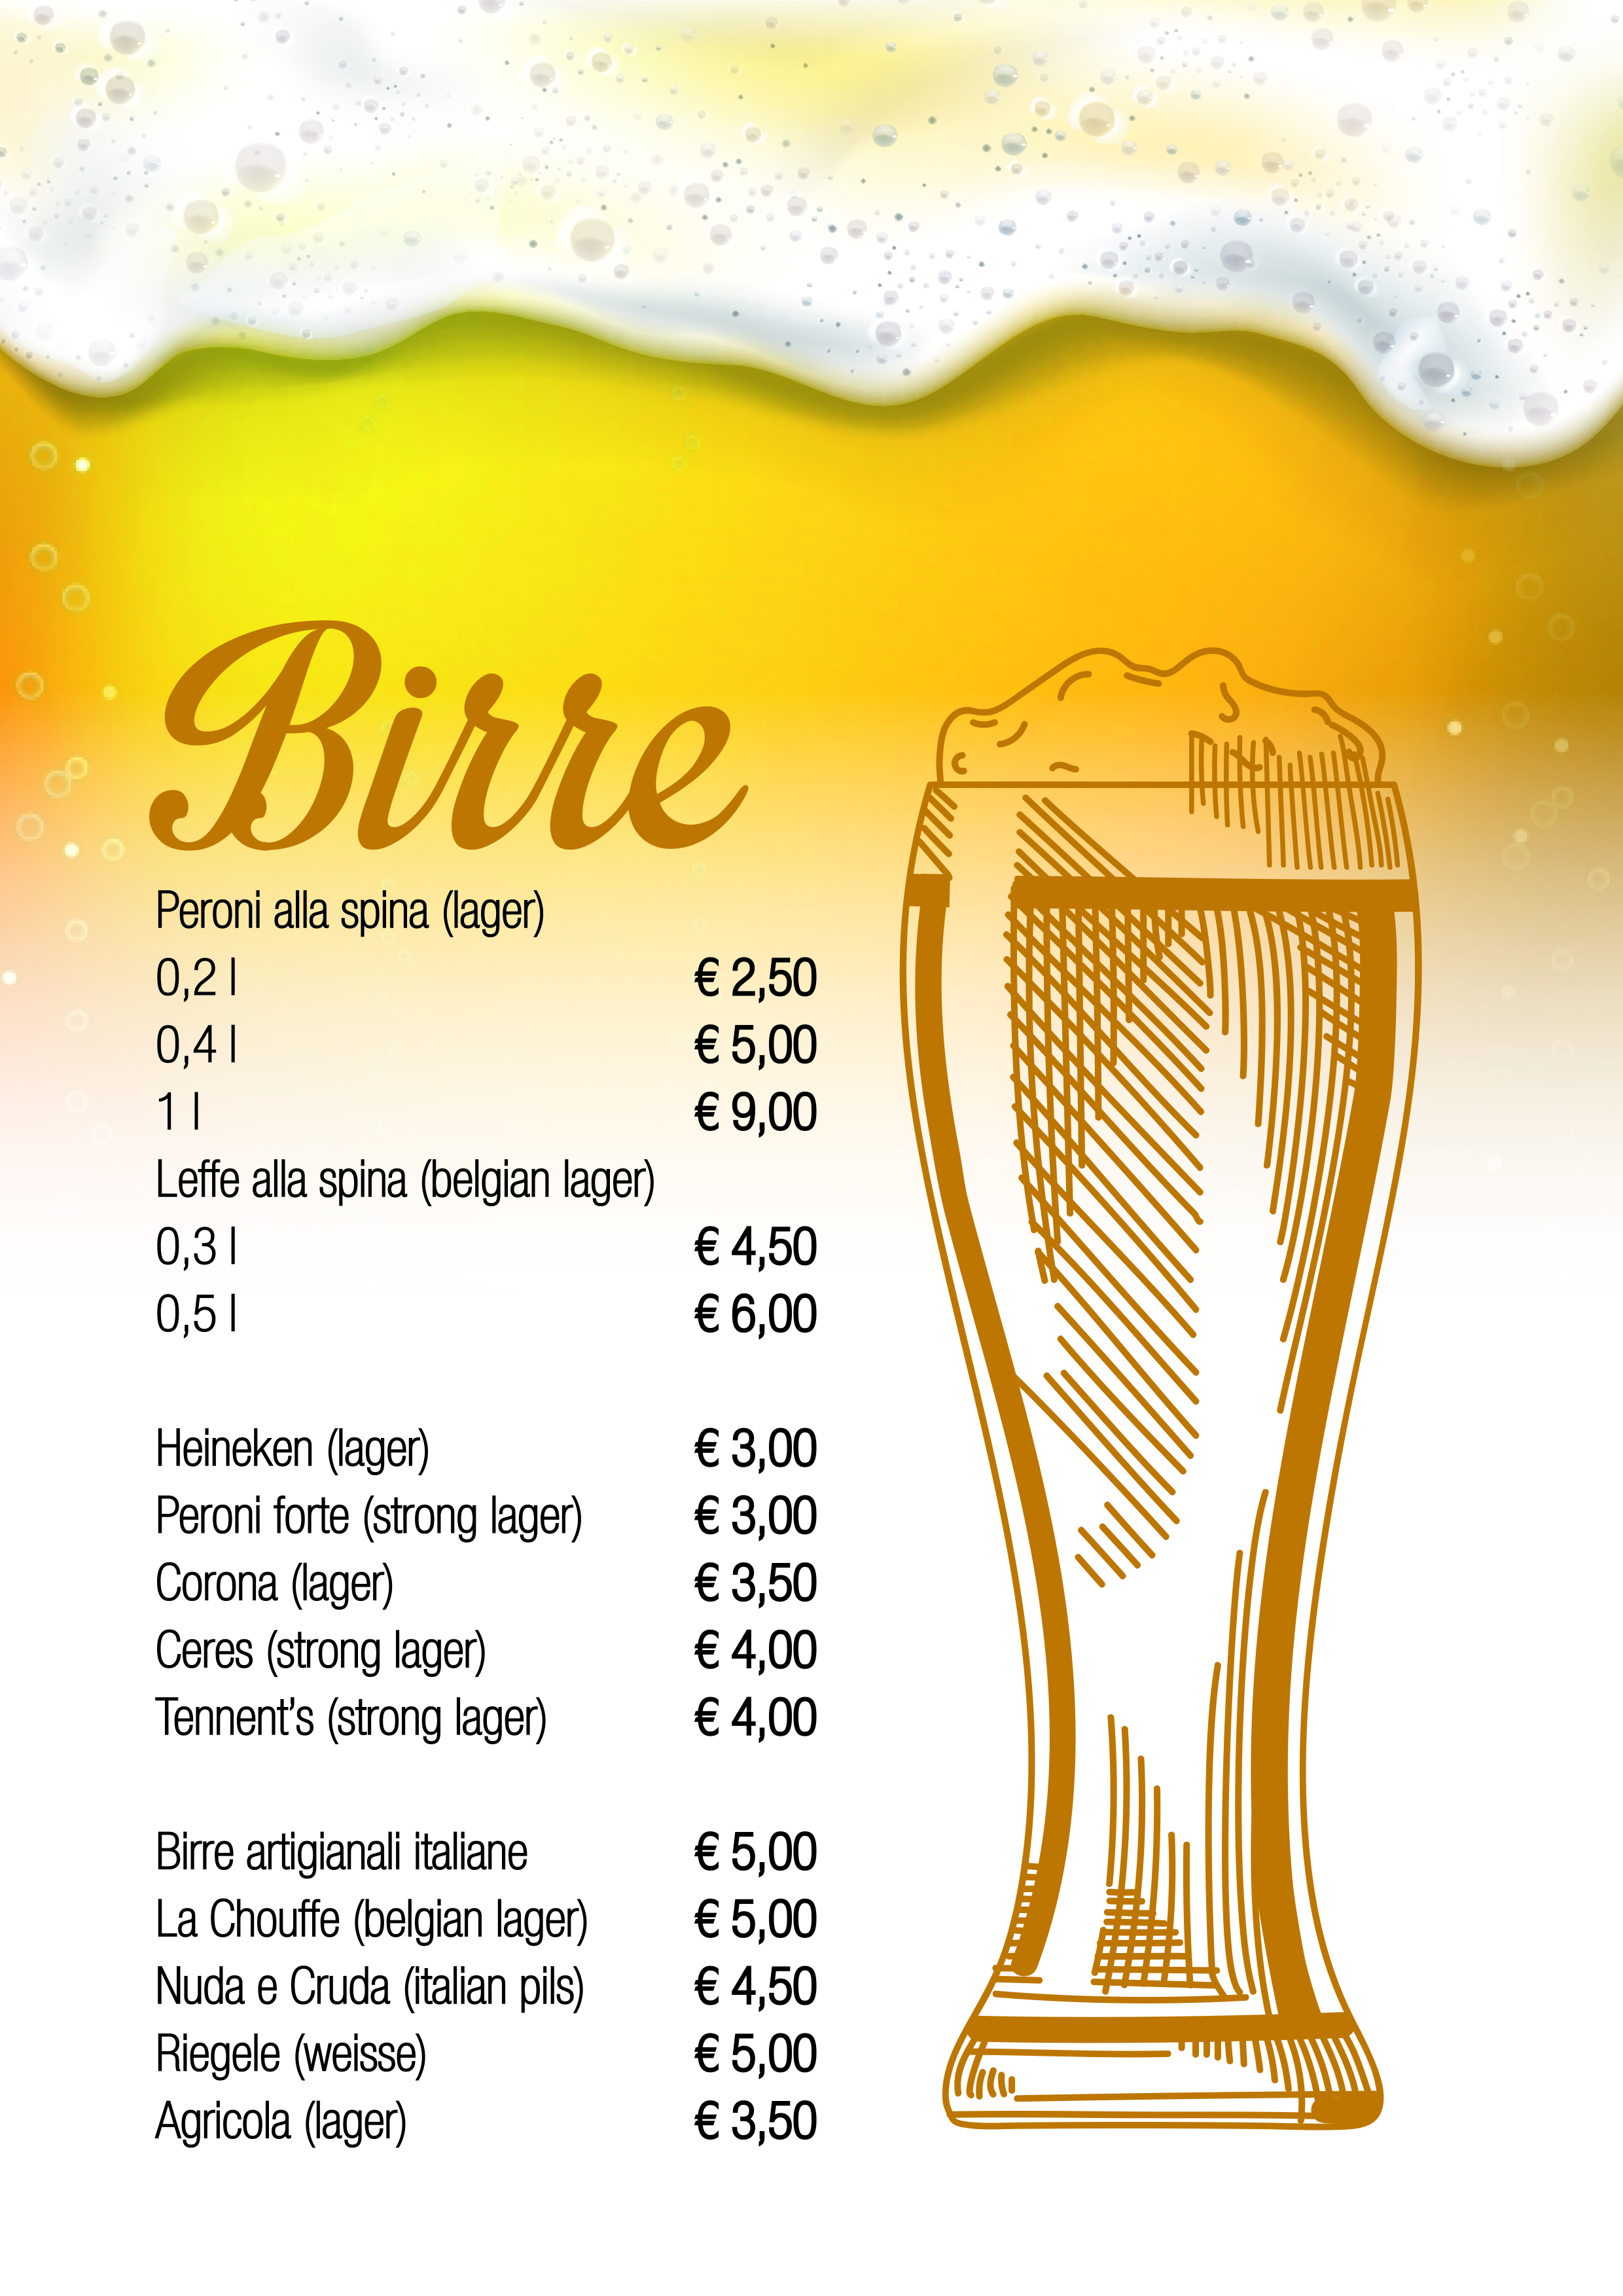 Birre
Peroni alla spina (lager)
0,2 l € 2,50
0,4 l € 5,00
1 l € 9,00
Leffe alla spina (belgian lager)
0,3 l € 4,50
0,5 l € 6,00
Heineken (lager) € 3,00
Peroni forte (strong lager) € 3,00
Corona (lager) € 3,50
Ceres (strong lager) € 4,00
Tennent’s (strong lager) € 4,00
Birre artigianali italiane € 5,00
La Chouffe (belgian lager) € 5,00
Nuda e Cruda (italian pils) € 4,50
Riegele (weisse) € 5,00
Agricola (lager) € 3,50